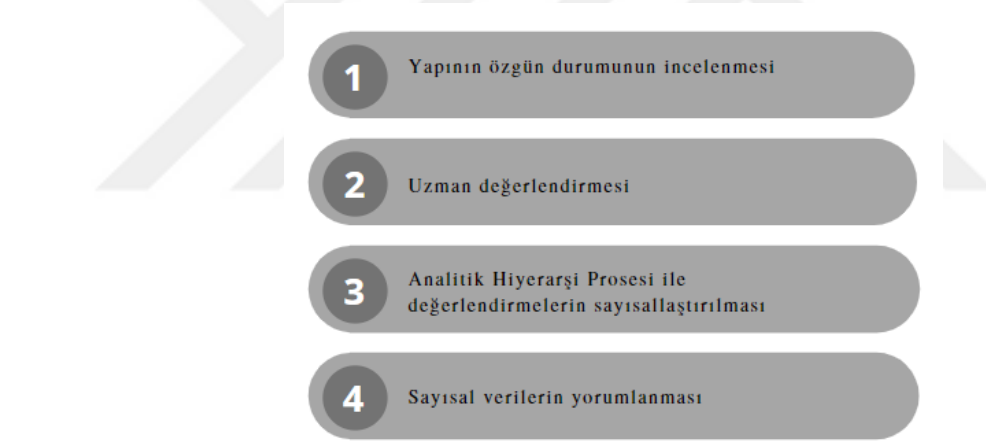 1
Yapının özgün durumunun incelenmesi
2
Uzman değerlendirmesi
3
Analitik Hiyerarşi Prosesi ile
değerlendirmelerin sayısallaştırılması
4
Sayısal verilerin yorumlanması